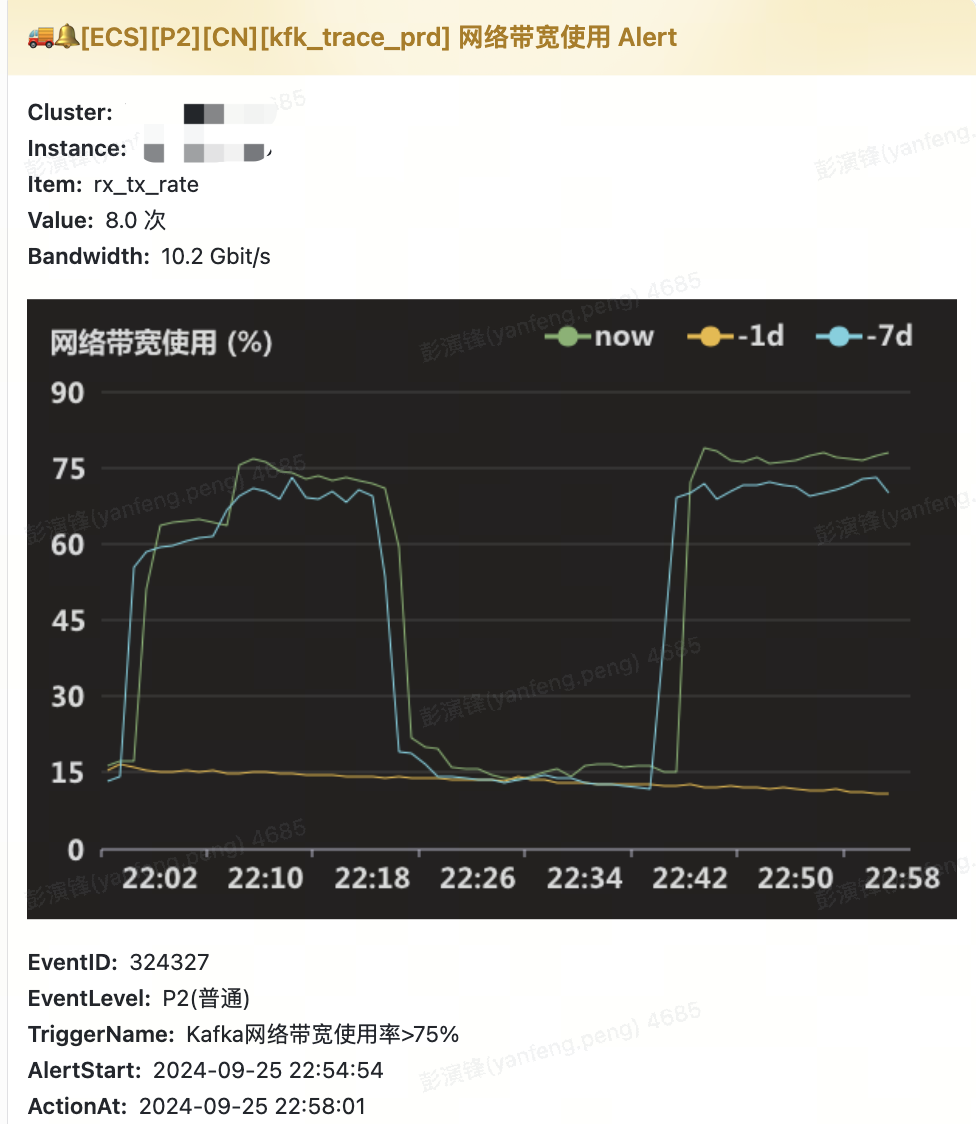 🚚🔔[ECS][P2][CN][kfk_trace_prd] 网络带宽使用 Alert
Cluster:
Instance:
Item: rx_tx_rate
Value: 8.0 次
Bandwidth: 10.2 Gbit/s
网络带宽使用 (%) now -1d -7d
90
75
60
45
30
15
0
22:02 22:10 22:18 22:26 22:34 22:42 22:50 22:58
EventID: 324327
EventLevel: P2(普通)
TriggerName: Kafka网络带宽使用率>75%
AlertStart: 2024-09-25 22:54:54
ActionAt: 2024-09-25 22:58:01
彭演锋(yanfeng.peng) 4685